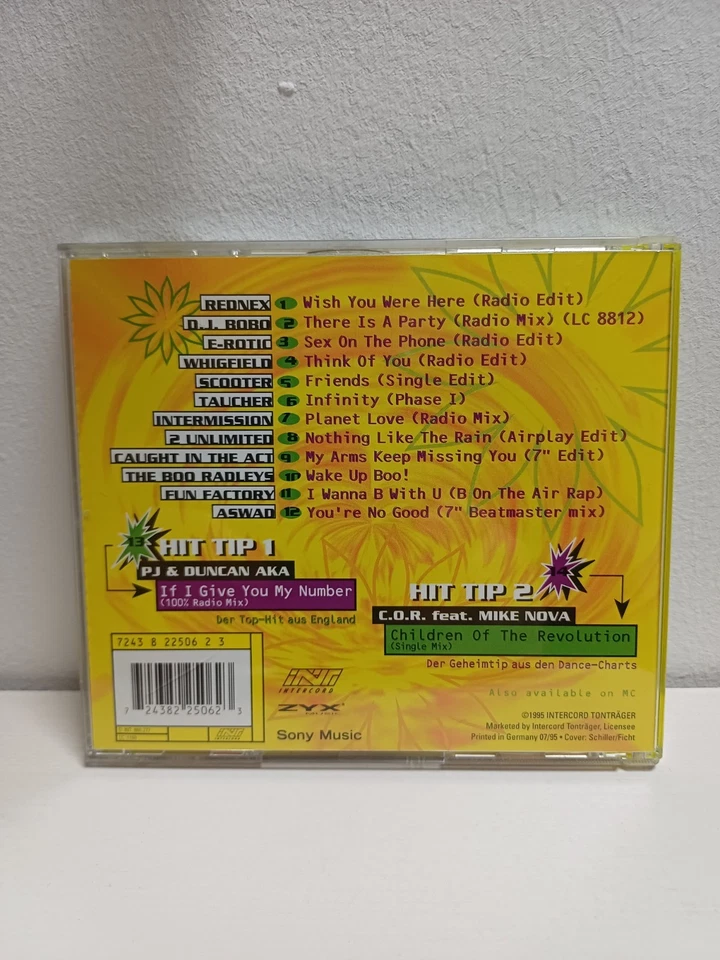 REDNEX 1 Wish You Were Here (Radio Edit)
D.J. BOBO 2 There Is A Party (Radio Mix) (LC 8812)
E-ROTIC 3 Sex On The Phone (Radio Edit)
WHIGFIELD 4 Think Of You (Radio Edit)
SCOOTER 5 Friends (Single Edit)
TAUCHER 6 Infinity (Phase I)
INTERMISSION 7 Planet Love (Radio Mix)
2 UNLIMITED 8 Nothing Like The Rain (Airplay Edit)
CAUGHT IN THE ACT 9 My Arms Keep Missing You (7" Edit)
THE BOO RADLEYS 10 Wake Up Boo!
FUN FACTORY 11 I Wanna B With U (B On The Air Rap)
ASWAD 12 You're No Good (7" Beatmaster mix)
13 HIT TIP 1
PJ & DUNCAN AKA
If I Give You My Number
(100% Radio Mix)
Der Top-Hit aus England
HIT TIP 2 14
C.O.R. feat. MIKE NOVA
Children Of The Revolution
(Single Mix)
Der Geheimtip aus den Dance-Charts
7243 8 22506 2 3
7 24382 25062 3
INT
INTERCORD
ZYX
Sony Music
Also available on MC
©1995 INTERCORD TONTRÄGER
Marketed by Intercord Tonträger, Licensee
Printed in Germany 07/95 • Cover: Schiller/Ficht